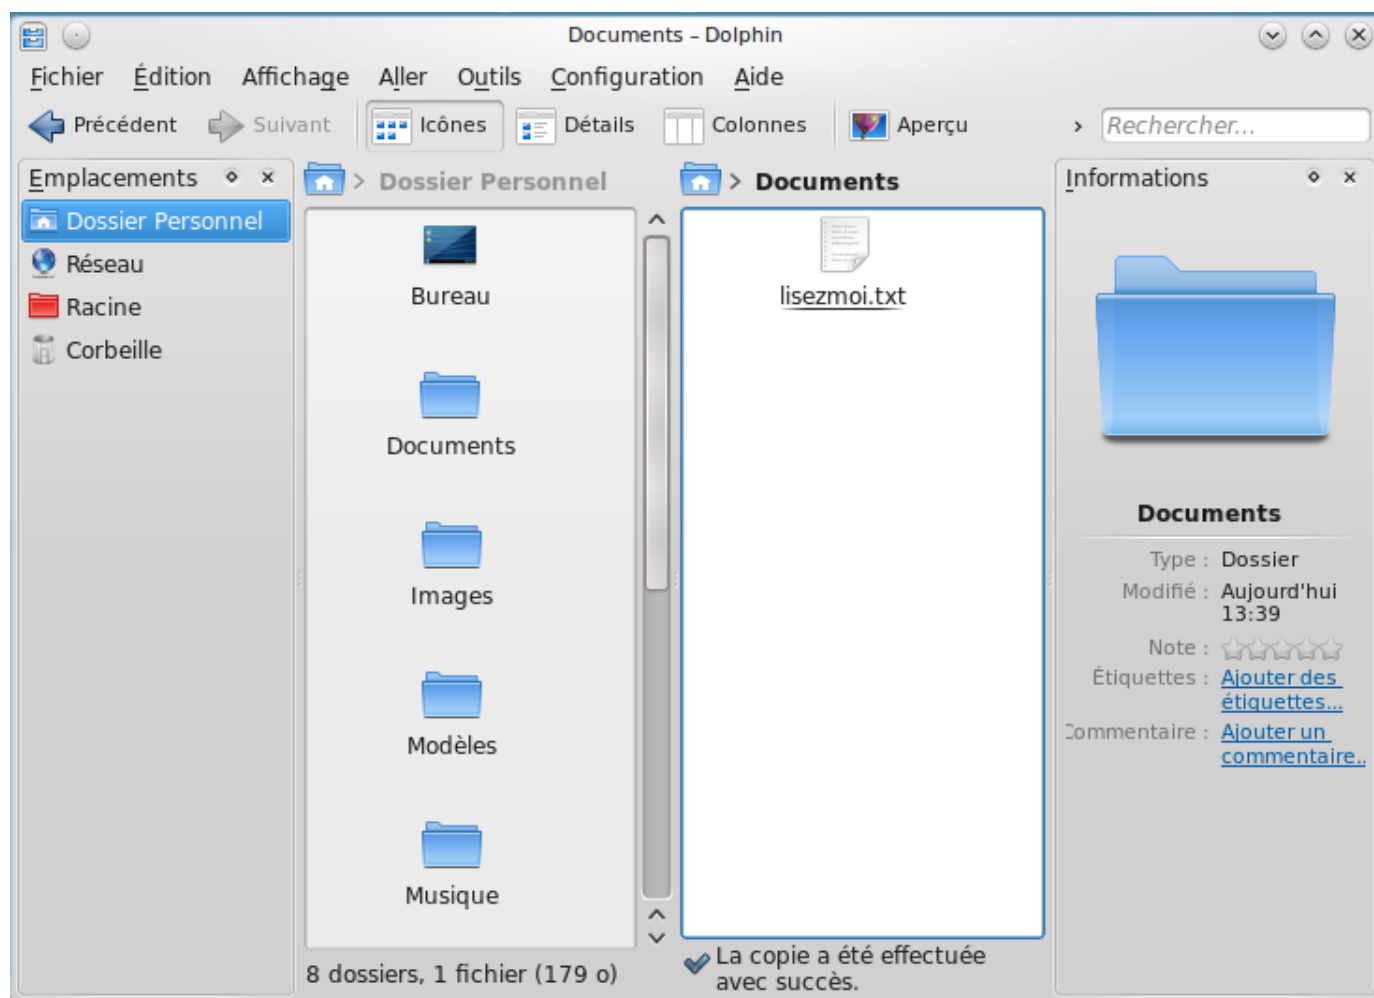 Documents – Dolphin
Fichier Édition Affichage Aller Outils Configuration Aide
Précédent Suivant Icônes Détails Colonnes Aperçu › Rechercher...
Emplacements
Dossier Personnel
Réseau
Racine
Corbeille
> Dossier Personnel
Bureau
Documents
Images
Modèles
Musique
8 dossiers, 1 fichier (179 o)
> Documents
lisezmoi.txt
La copie a été effectuée
avec succès.
Informations
Documents
Type : Dossier
Modifié : Aujourd'hui
13:39
Note :
Étiquettes : Ajouter des
étiquettes...
Commentaire : Ajouter un
commentaire..